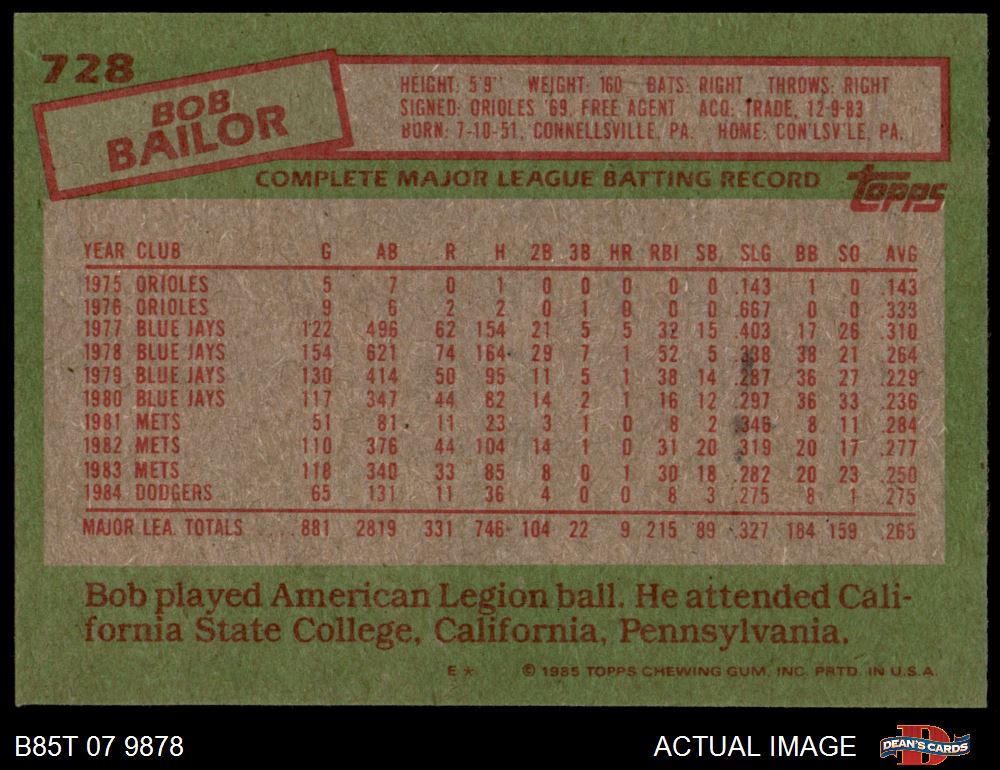 728
BOB
BAILOR
HEIGHT: 5'9" WEIGHT: 160 BATS: RIGHT THROWS: RIGHT
SIGNED: ORIOLES '69, FREE AGENT ACQ: TRADE, 12-9-83
BORN: 7-10-51, CONNELLSVILLE, PA. HOME: CON'LSV'LE, PA.
COMPLETE MAJOR LEAGUE BATTING RECORD
topps
YEAR CLUB G AB R H 2B 3B HR RBI SB SLG BB SO AVG
1975 ORIOLES 5 7 0 1 0 0 0 0 0 .143 1 0 .143
1976 ORIOLES 9 6 2 2 0 1 0 0 0 .667 0 0 .333
1977 BLUE JAYS 122 496 62 154 21 5 5 32 15 .403 17 26 .310
1978 BLUE JAYS 154 621 74 164 29 7 1 52 5 .338 38 21 .264
1979 BLUE JAYS 130 414 50 95 11 5 1 38 14 .287 36 27 .229
1980 BLUE JAYS 117 347 44 82 14 2 1 16 12 .297 36 33 .236
1981 METS 51 81 11 23 3 1 0 8 2 .346 8 11 .284
1982 METS 110 376 44 104 14 1 0 31 20 .319 20 17 .277
1983 METS 118 340 33 85 8 0 1 30 18 .282 20 23 .250
1984 DODGERS 65 131 11 36 4 0 0 8 3 .275 8 1 .275
MAJOR LEA. TOTALS 881 2819 331 746 104 22 9 215 89 .327 184 159 .265
Bob played American Legion ball. He attended Cali-
fornia State College, California, Pennsylvania.
E * © 1985 TOPPS CHEWING GUM, INC. PRTD. IN U.S.A.
B85T 07 9878
ACTUAL IMAGE
DEAN'S CARDS